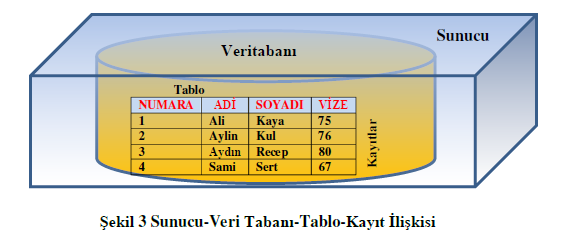 Sunucu
Veritabanı
Tablo
NUMARA ADİ SOYADI VİZE
1 Ali Kaya 75
2 Aylin Kul 76
3 Aydın Recep 80
4 Sami Sert 67
Kayıtlar
Şekil 3 Sunucu-Veri Tabanı-Tablo-Kayıt İlişkisi